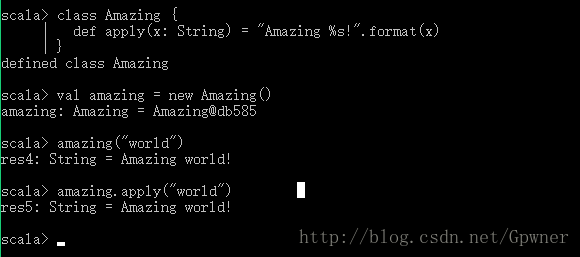 scala> class Amazing {
     |   def apply(x: String) = "Amazing %s!".format(x)
     | }
defined class Amazing
scala> val amazing = new Amazing()
amazing: Amazing = Amazing@db585
scala> amazing("world")
res4: String = Amazing world!
scala> amazing.apply("world")
res5: String = Amazing world!
scala>
http://blog.csdn.net/Gpwner